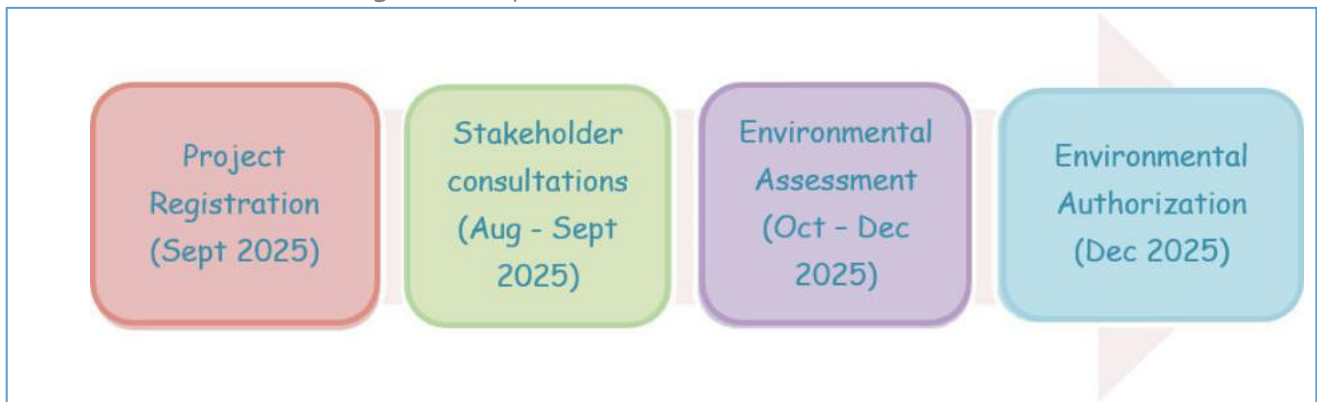 Project
Registration
(Sept 2025)
Stakeholder
consultations
(Aug - Sept
2025)
Environmental
Assessment
(Oct – Dec
2025)
Environmental
Authorization
(Dec 2025)